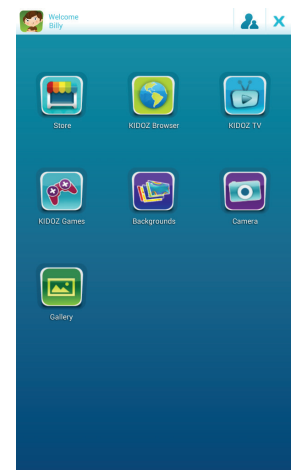 Welcome
Billy
Store
KIDOZ Browser
KIDOZ TV
KIDOZ Games
Backgrounds
Camera
Gallery